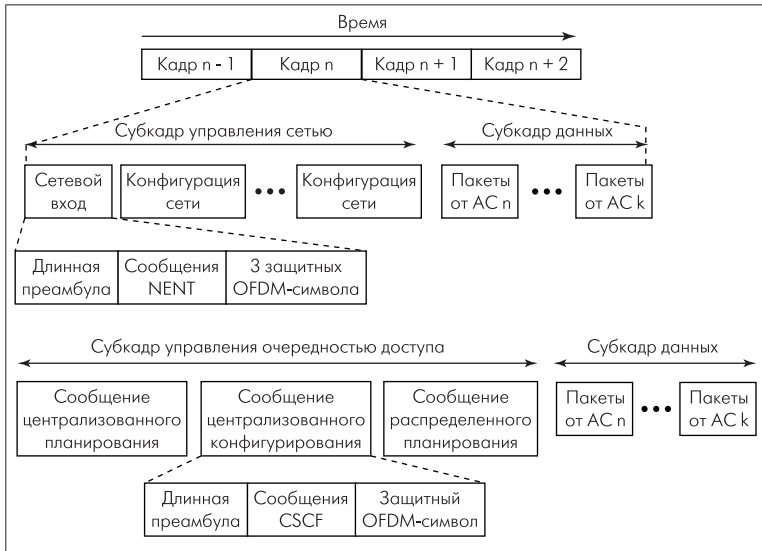 Время
Кадр n - 1
Кадр n
Кадр n + 1
Кадр n + 2
Субкадр управления сетью
Субкадр данных
Сетевой
вход
Конфигурация
сети
•••
Конфигурация
сети
Пакеты
от АС n
•••
Пакеты
от АС k
Длинная
преамбула
Сообщения
NENT
3 защитных
OFDM-символа
Субкадр управления очередностью доступа
Субкадр данных
Сообщение
централизованного
планирования
Сообщение
централизованного
конфигурирования
Сообщение
распределенного
планирования
Пакеты
от АС n
•••
Пакеты
от АС k
Длинная
преамбула
Сообщения
CSCF
Защитный
OFDM-символ